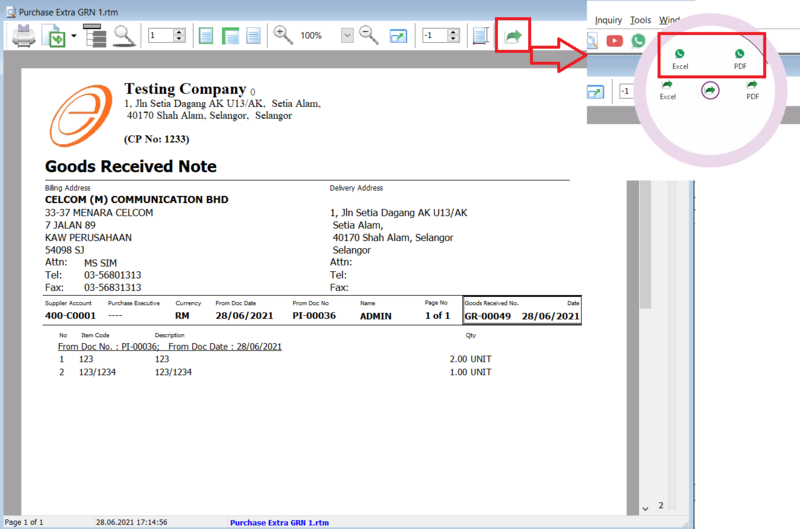 Purchase Extra GRN 1.rtm
1 100% -1
Inquiry Tools
Excel PDF
-1
Excel PDF
Testing Company ()
1, Jln Setia Dagang AK U13/AK, Setia Alam,
40170 Shah Alam, Selangor, Selangor
(CP No: 1233)
Goods Received Note
Billing Address Delivery Address
CELCOM (M) COMMUNICATION BHD
33-37 MENARA CELCOM 1, Jln Setia Dagang AK U13/AK
7 JALAN 89 Setia Alam,
KAW PERUSAHAAN 40170 Shah Alam, Selangor
54098 SJ Selangor
Attn: MS SIM Attn:
Tel: 03-56801313 Tel:
Fax: 03-56831313 Fax:
Supplier Account Purchase Executive Currency From Doc Date From Doc No Name Page No Goods Received No. Date
400-C0001 ---- RM 28/06/2021 PI-00036 ADMIN 1 of 1 GR-00049 28/06/2021
No Item Code Description Qty
From Doc No. : PI-00036; From Doc Date : 28/06/2021
1 123 123 2.00 UNIT
2 123/1234 123/1234 1.00 UNIT
2
Page 1 of 1 28.06.2021 17:14:56 Purchase Extra GRN 1.rtm